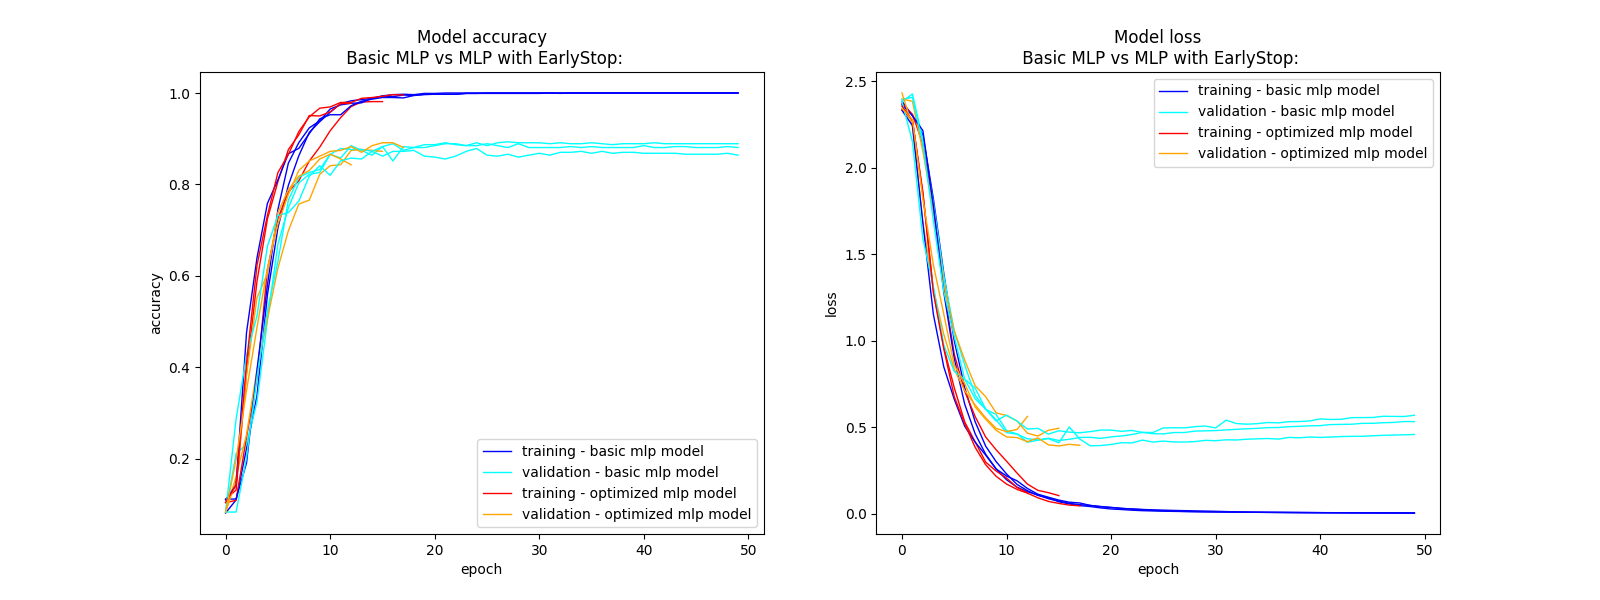 Model accuracy
Basic MLP vs MLP with EarlyStop:
1.0
0.8
0.6
0.4
0.2
accuracy
0
10
20
30
40
50
epoch
training - basic mlp model
validation - basic mlp model
training - optimized mlp model
validation - optimized mlp model
Model loss
Basic MLP vs MLP with EarlyStop:
2.5
2.0
1.5
1.0
0.5
0.0
loss
0
10
20
30
40
50
epoch
training - basic mlp model
validation - basic mlp model
training - optimized mlp model
validation - optimized mlp model